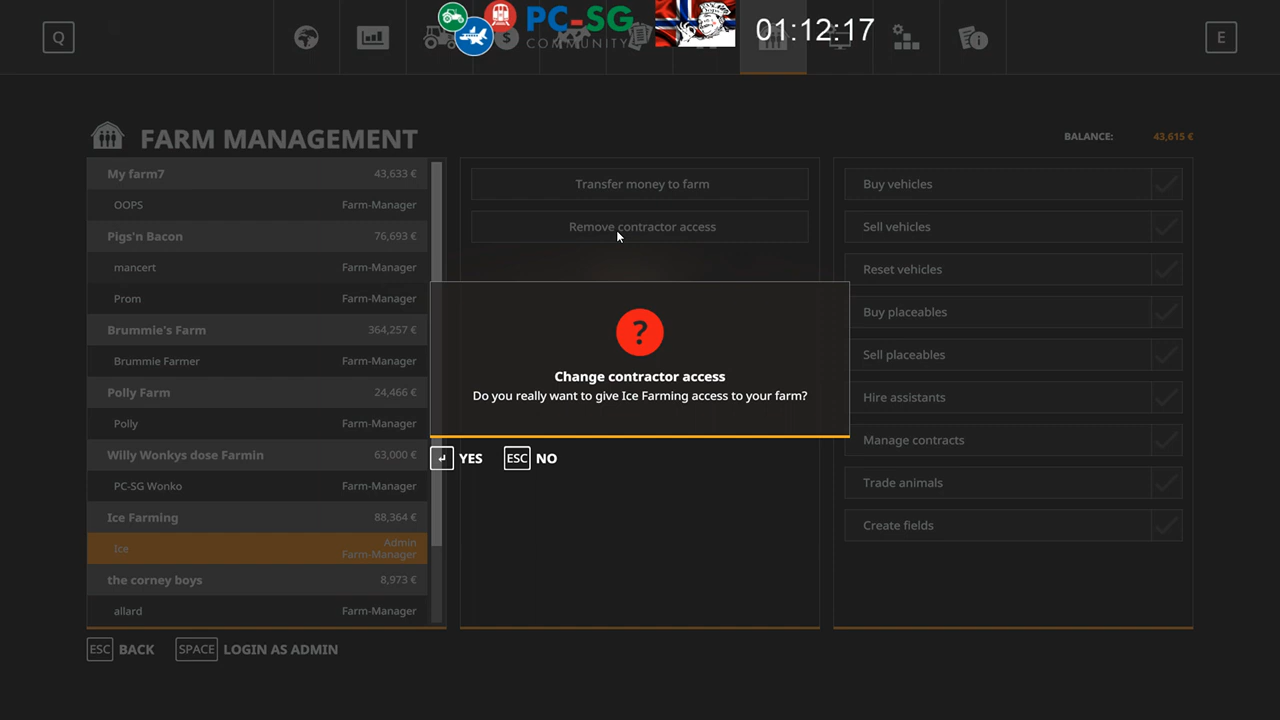 Q
PC-SG
COMMUNITY
01:12:17
E
FARM MANAGEMENT
BALANCE: 43,615 €
My farm7 43,633 €
OOPS Farm-Manager
Pigs'n Bacon 76,693 €
mancert Farm-Manager
Prom Farm-Manager
Brummie's Farm 364,257 €
Brummie Farmer Farm-Manager
Polly Farm 24,466 €
Polly Farm-Manager
Willy Wonkys dose Farmin 63,000 €
PC-SG Wonko Farm-Manager
Ice Farming 88,364 €
Ice Admin
Farm-Manager
the corney boys 8,973 €
allard Farm-Manager
Transfer money to farm
Remove contractor access
?
Change contractor access
Do you really want to give Ice Farming access to your farm?
↵ YES ESC NO
Buy vehicles
Sell vehicles
Reset vehicles
Buy placeables
Sell placeables
Hire assistants
Manage contracts
Trade animals
Create fields
ESC BACK SPACE LOGIN AS ADMIN